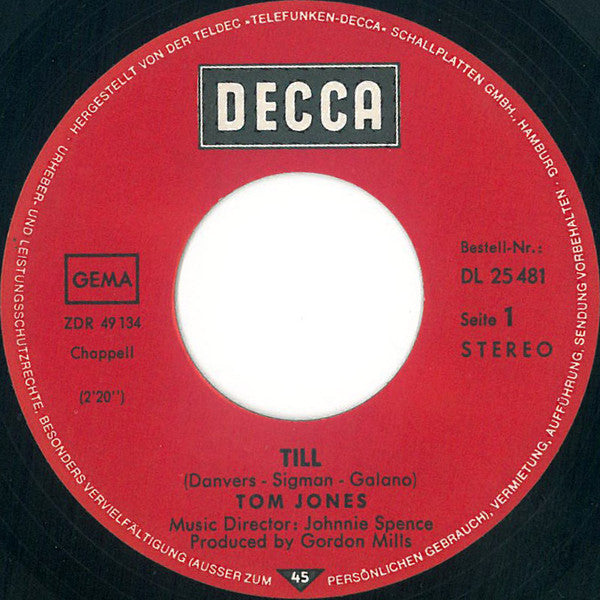 HERGESTELLT VON DER TELDEC »TELEFUNKEN-DECCA« SCHALLPLATTEN GMBH., HAMBURG
DECCA
GEMA
ZDR 49 134
Chappell
(2'20")
Bestell-Nr.:
DL 25 481
Seite 1
STEREO
TILL
(Danvers - Sigman - Galano)
TOM JONES
Music Director: Johnnie Spence
Produced by Gordon Mills
URHEBER- UND LEISTUNGSSCHUTZRECHTE, BESONDERS VERVIELFÄLTIGUNG (AUSSER ZUM PERSÖNLICHEN GEBRAUCH), VERMIETUNG, AUFFÜHRUNG, SENDUNG VORBEHALTEN ·
45